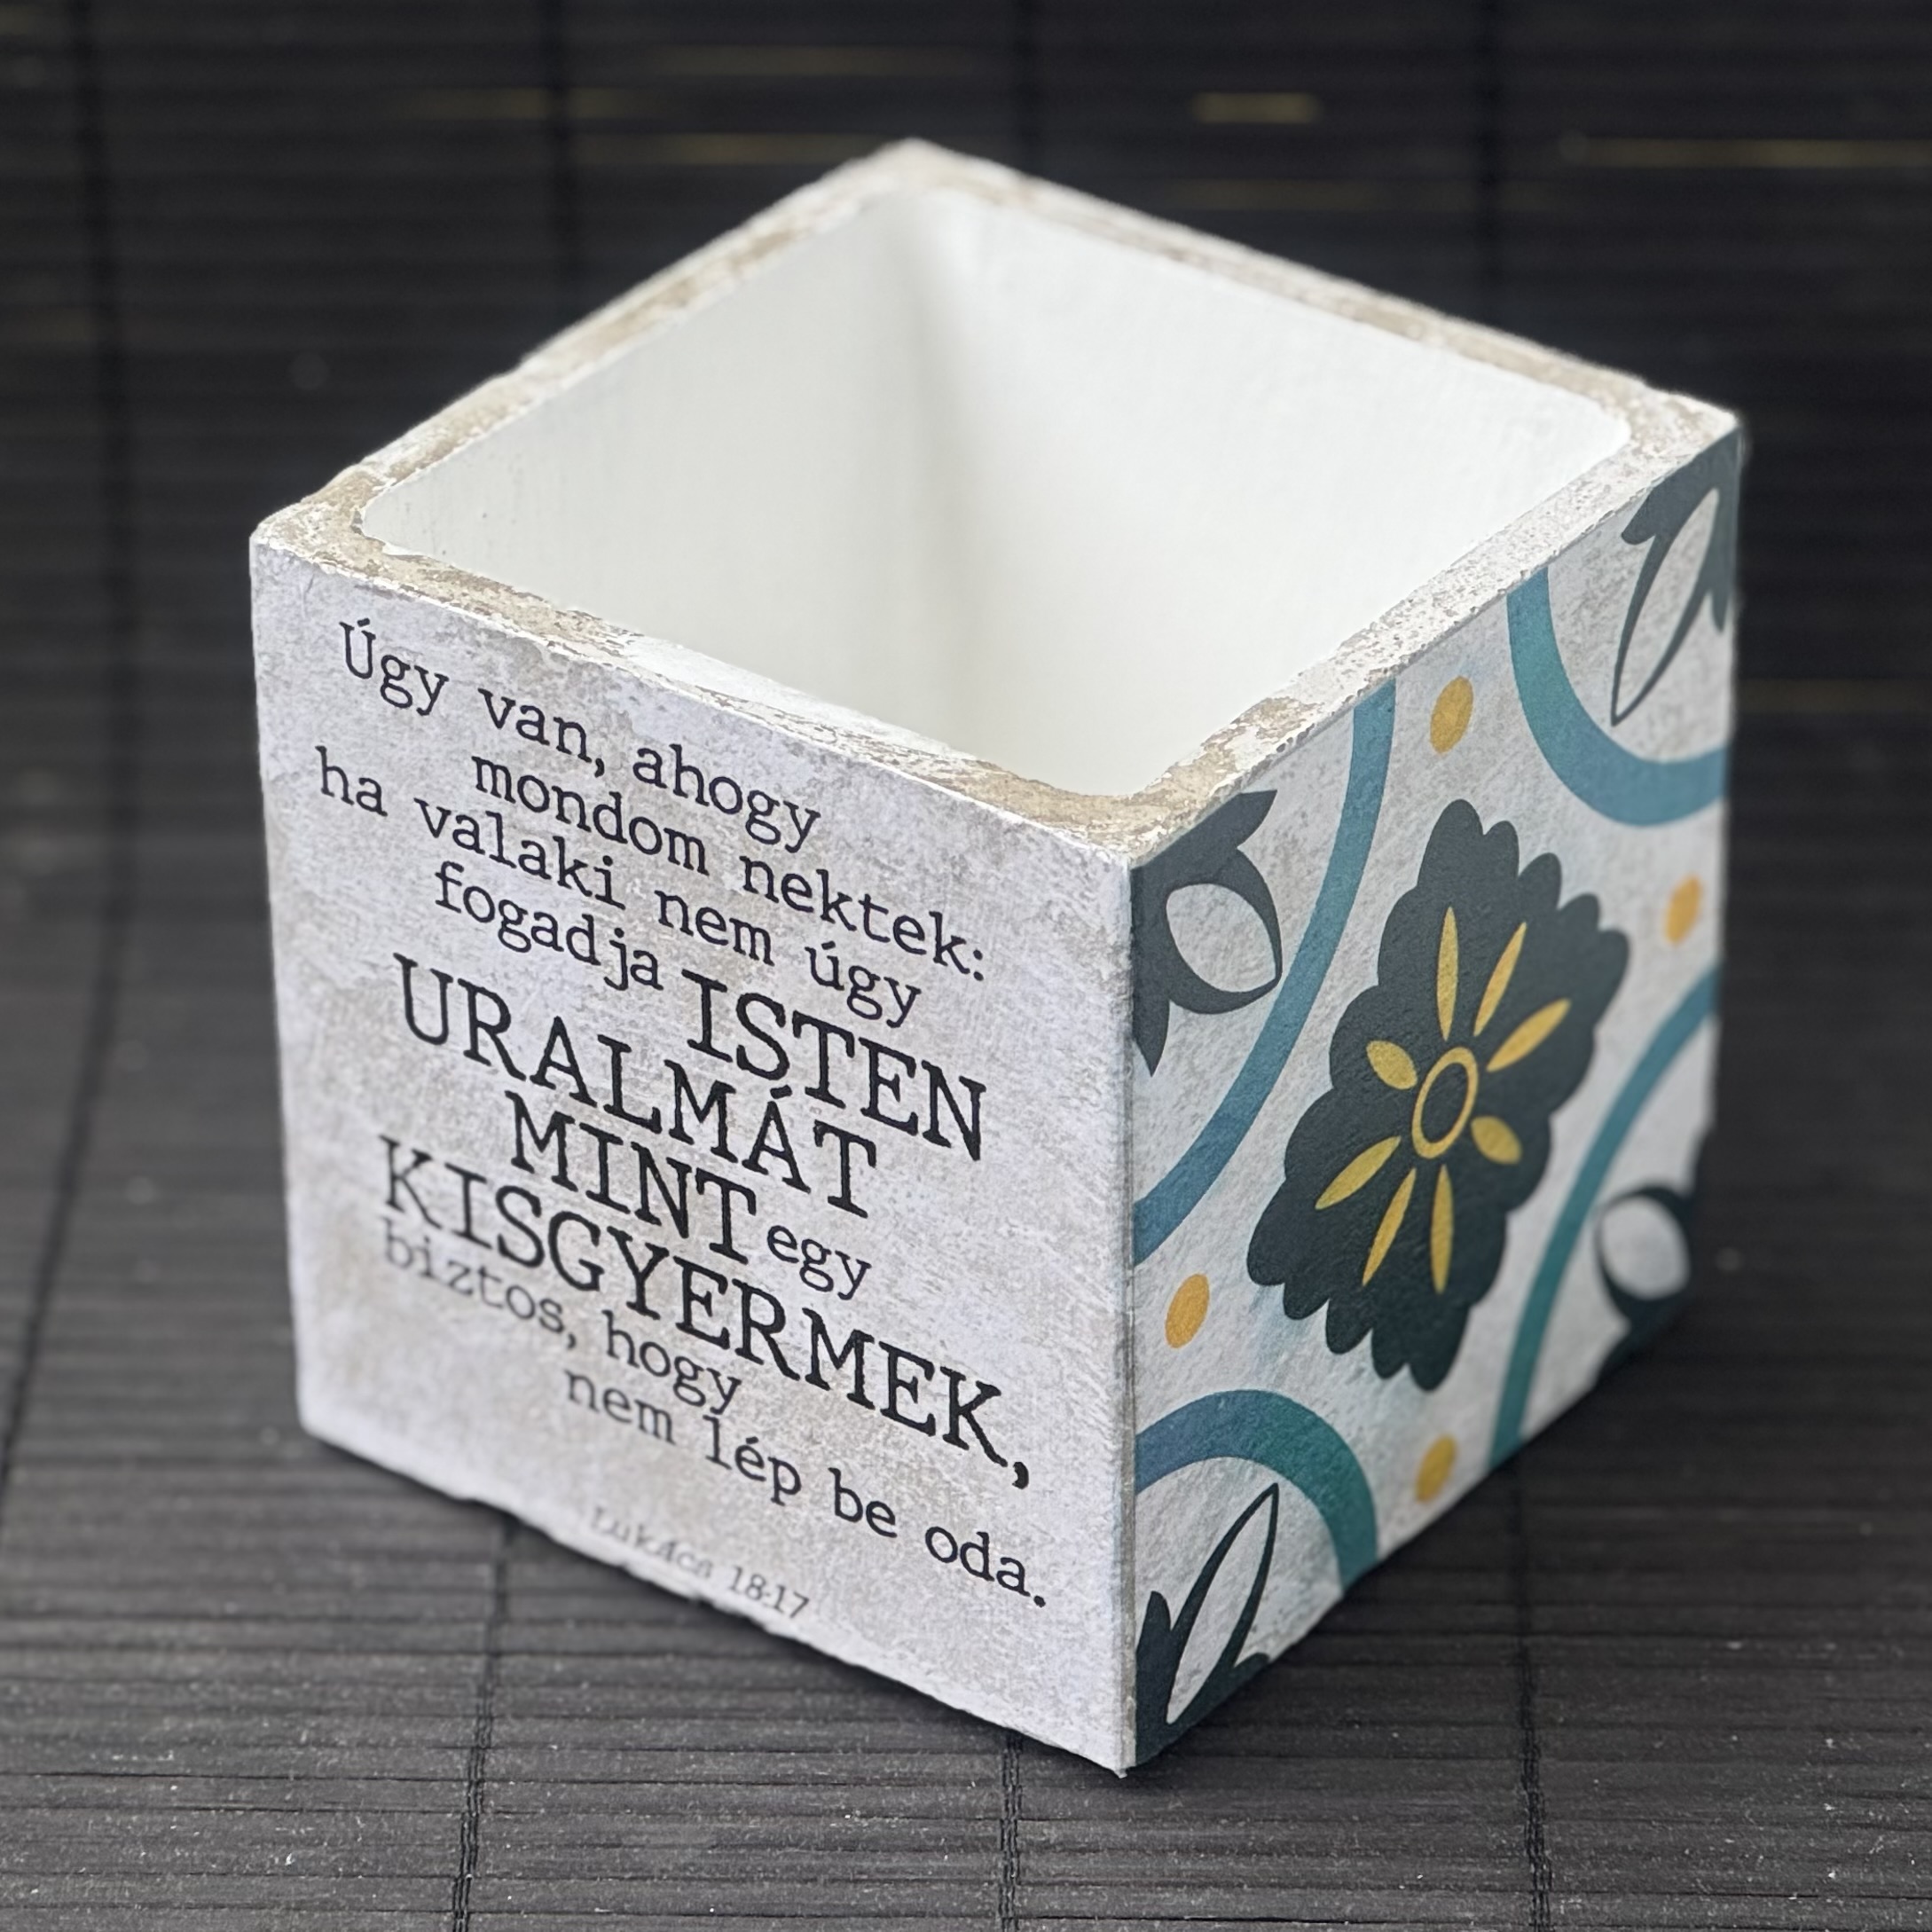 Úgy van, ahogy
mondom nektek:
ha valaki nem úgy
fogadja ISTEN
URALMÁT
MINT egy
KISGYERMEK,
biztos, hogy
nem lép be oda.
Lukács 18:17